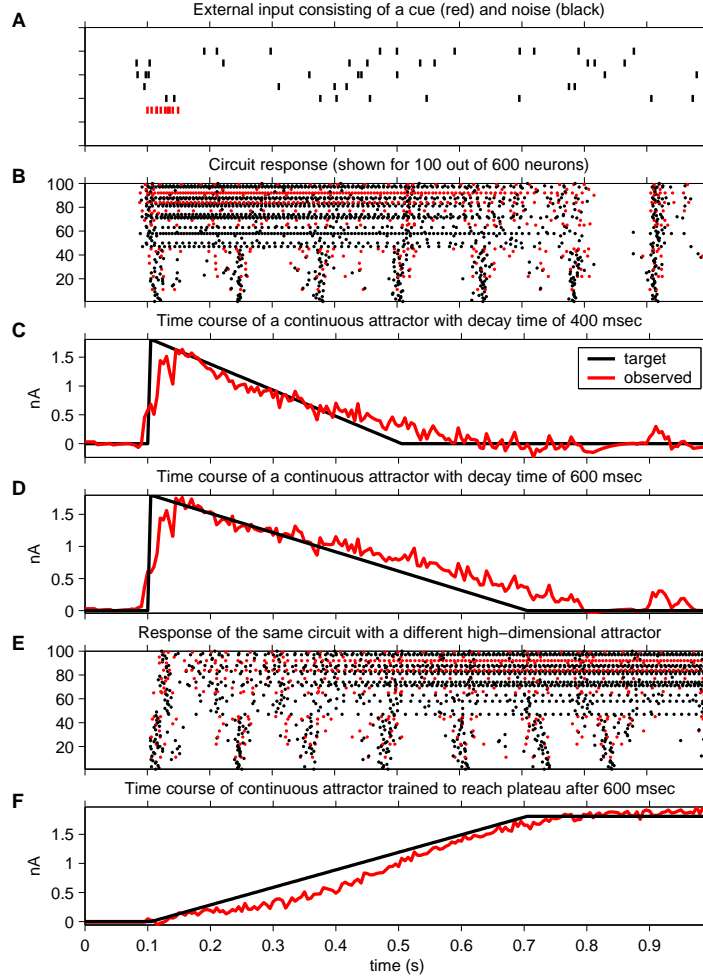 A
External input consisting of a cue (red) and noise (black)
B
Circuit response (shown for 100 out of 600 neurons)
100
80
60
40
20
C
Time course of a continuous attractor with decay time of 400 msec
1.5
1
0.5
0
nA
target
observed
D
Time course of a continuous attractor with decay time of 600 msec
1.5
1
0.5
0
nA
E
Response of the same circuit with a different high−dimensional attractor
100
80
60
40
20
F
Time course of continuous attractor trained to reach plateau after 600 msec
1.5
1
0.5
0
nA
0 0.1 0.2 0.3 0.4 0.5 0.6 0.7 0.8 0.9
time (s)